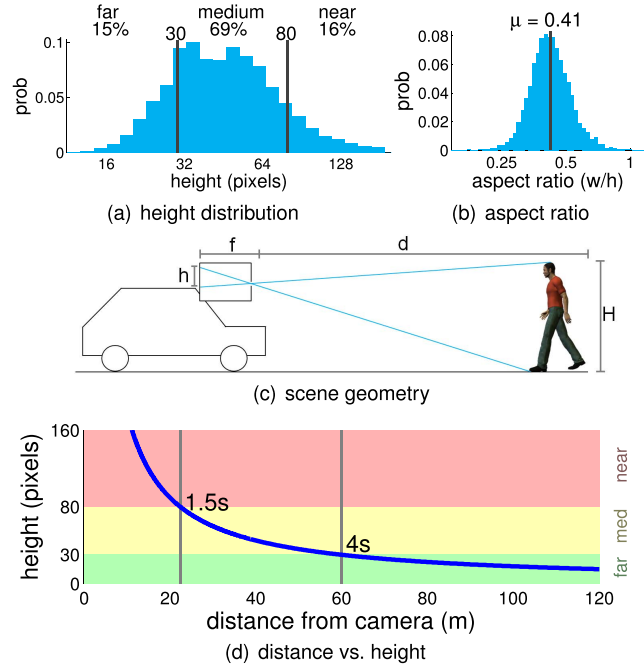 far medium near
15% 69% 16%
30 80
0.1
0.05
0
prob
16 32 64 128
height (pixels)
(a) height distribution
μ = 0.41
0.08
0.06
0.04
0.02
0
prob
0.25 0.5 1
aspect ratio (w/h)
(b) aspect ratio
f d
h
H
(c) scene geometry
160
80
30
0
height (pixels)
1.5s
4s
near
med
far
0 20 40 60 80 100 120
distance from camera (m)
(d) distance vs. height